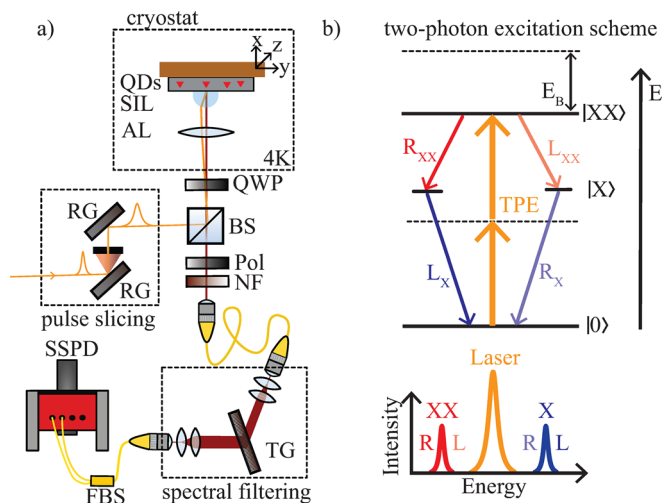 a)
cryostat
x
z
y
QDs
SIL
AL
4K
QWP
RG
BS
RG
Pol
NF
pulse slicing
SSPD
TG
FBS
spectral filtering
b)
two-photon excitation scheme
E_B
E
|XX⟩
R_XX
L_XX
|X⟩
TPE
L_X
R_X
|0⟩
Laser
Intensity
XX
X
R L
R L
Energy